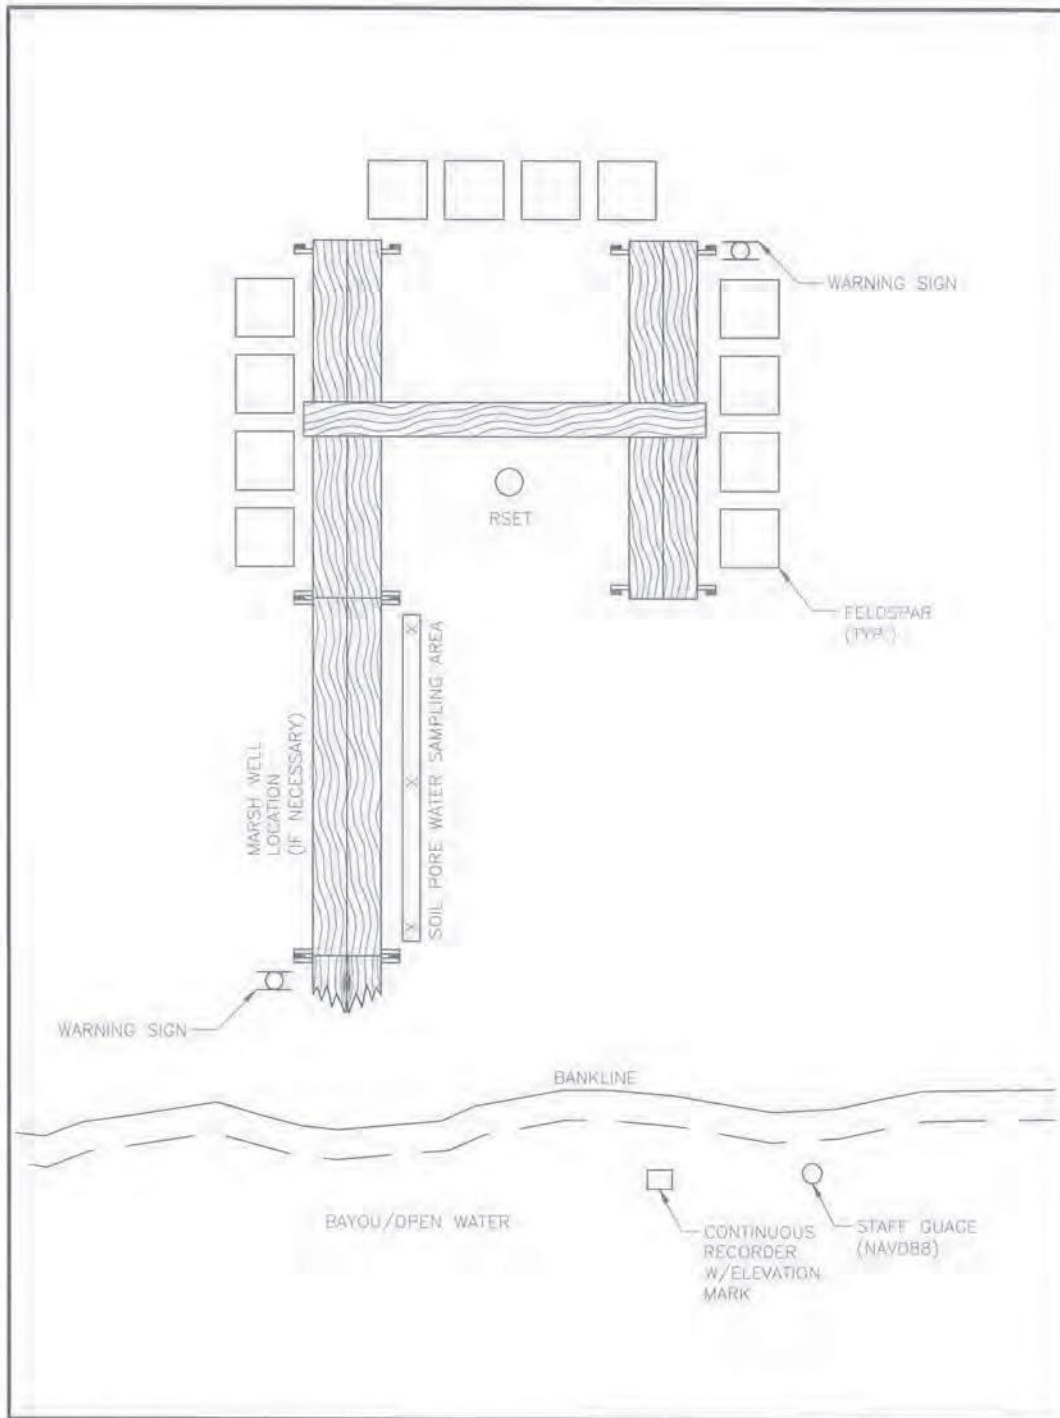 WARNING SIGN
RSET
FELDSPAR
(TYP.)
MARSH WELL
LOCATION
(IF NECESSARY)
X
X
X
SOIL PORE WATER SAMPLING AREA
WARNING SIGN
BANKLINE
BAYOU/OPEN WATER
CONTINUOUS
RECORDER
W/ELEVATION
MARK
STAFF GUAGE
(NAVD88)